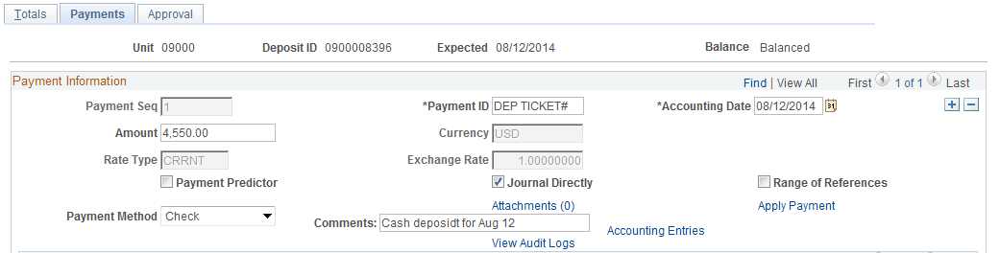 Totals Payments Approval
Unit 09000 Deposit ID 0900008396 Expected 08/12/2014 Balance Balanced
Payment Information Find | View All First 1 of 1 Last
Payment Seq 1 *Payment ID DEP TICKET# *Accounting Date 08/12/2014 31
Amount 4,550.00 Currency USD
Rate Type CRRNT Exchange Rate 1.00000000
Payment Predictor Journal Directly Range of References
Attachments (0) Apply Payment
Payment Method Check Comments: Cash deposidt for Aug 12 Accounting Entries
View Audit Logs